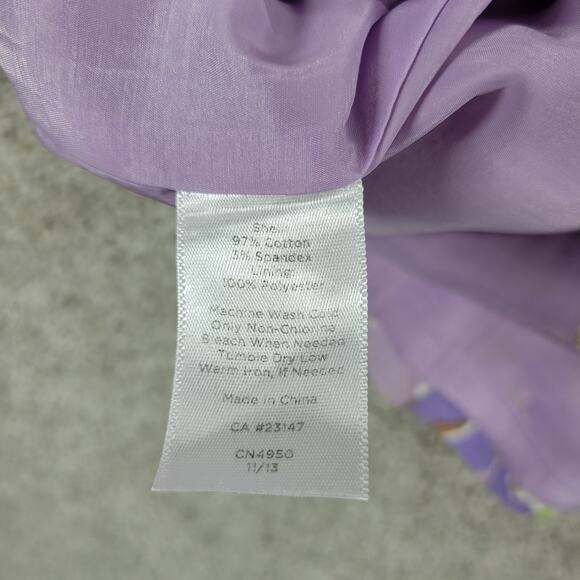 Shell
97% Cotton
3% Spandex
Lining
100% Polyester
Machine Wash Cold
Only Non-Chlorine
Bleach When Needed
Tumble Dry Low
Warm Iron, If Needed
Made in China
CA #23147
CN4950
11/13